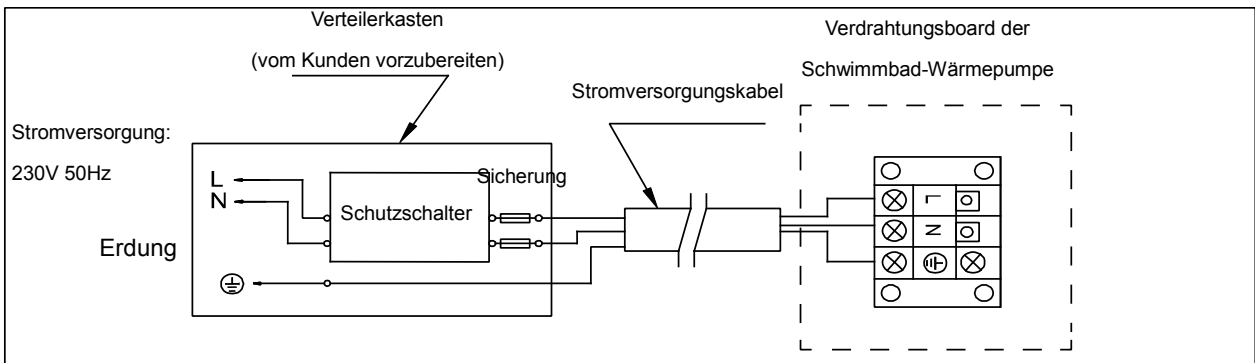 Verteilerkasten
(vom Kunden vorzubereiten)
Verdrahtungsboard der
Schwimmbad-Wärmepumpe
Stromversorgungskabel
Stromversorgung:
230V 50Hz
L
N
Sicherung
Schutzschalter
Erdung
L
N